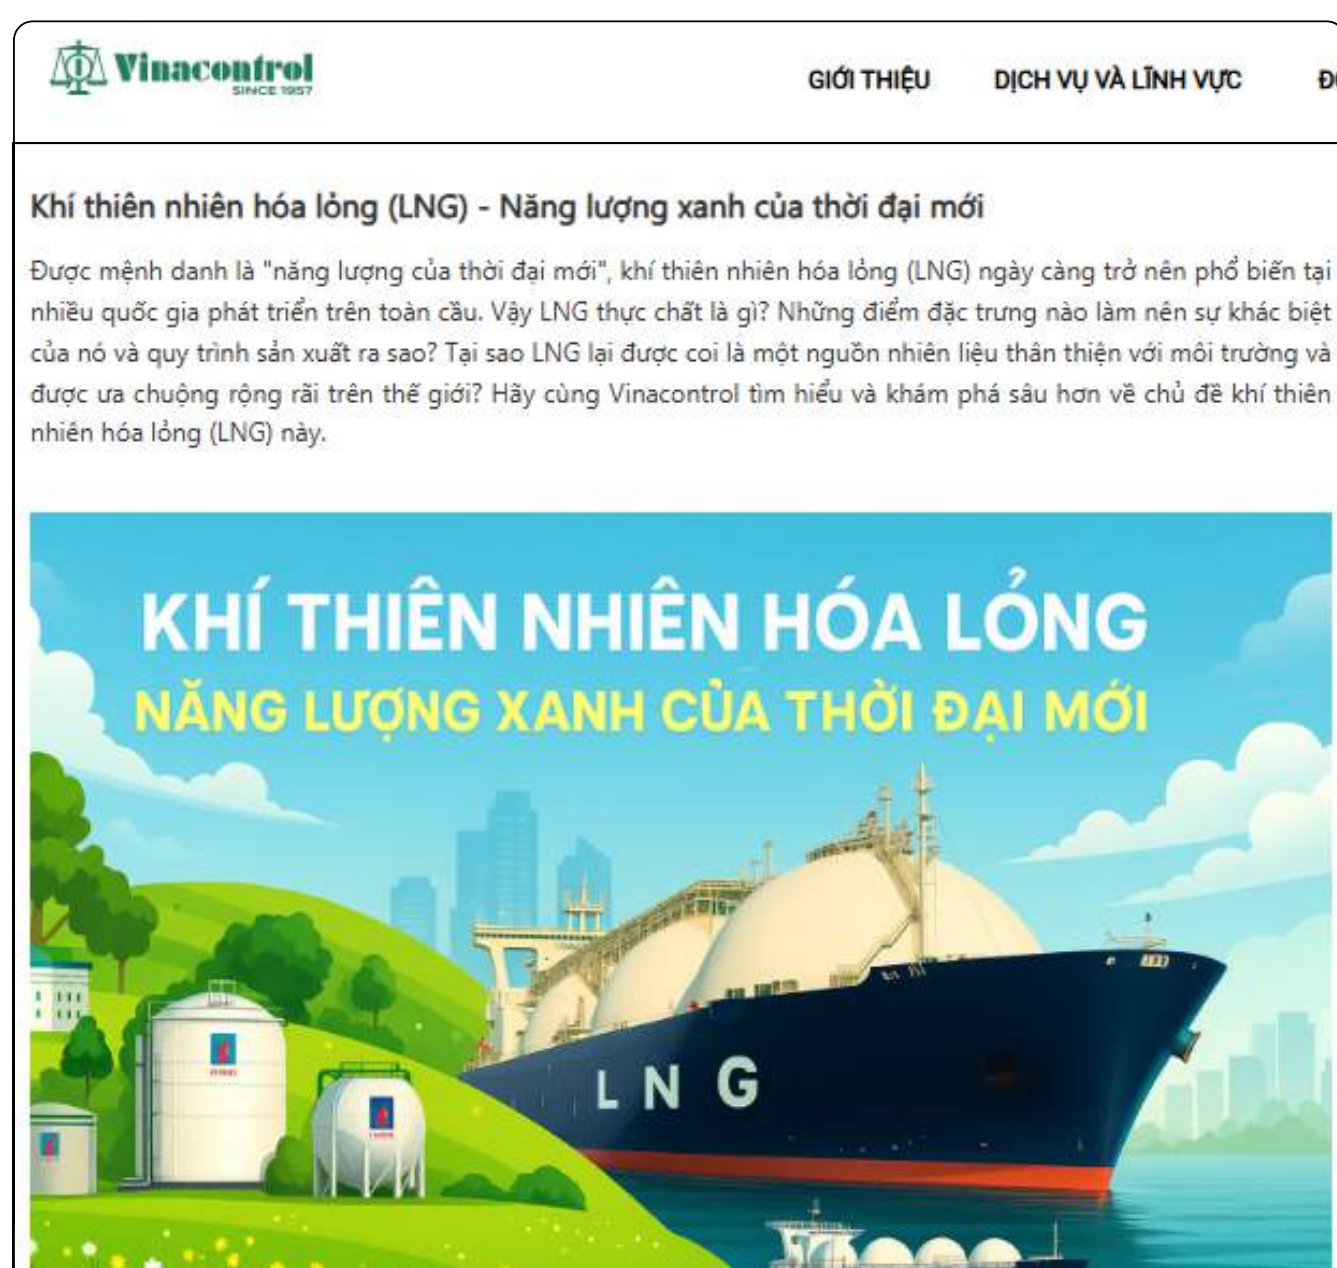 Vinacontrol
SINCE 1957
GIỚI THIỆU DỊCH VỤ VÀ LĨNH VỰC
Khí thiên nhiên hóa lỏng (LNG) - Năng lượng xanh của thời đại mới
Được mệnh danh là "năng lượng của thời đại mới", khí thiên nhiên hóa lỏng (LNG) ngày càng trở nên phổ biến tại
nhiều quốc gia phát triển trên toàn cầu. Vậy LNG thực chất là gì? Những điểm đặc trưng nào làm nên sự khác biệt
của nó và quy trình sản xuất ra sao? Tại sao LNG lại được coi là một nguồn nhiên liệu thân thiện với môi trường và
được ưa chuộng rộng rãi trên thế giới? Hãy cùng Vinacontrol tìm hiểu và khám phá sâu hơn về chủ đề khí thiên
nhiên hóa lỏng (LNG) này.
KHÍ THIÊN NHIÊN HÓA LỎNG
NĂNG LƯỢNG XANH CỦA THỜI ĐẠI MỚI
LNG